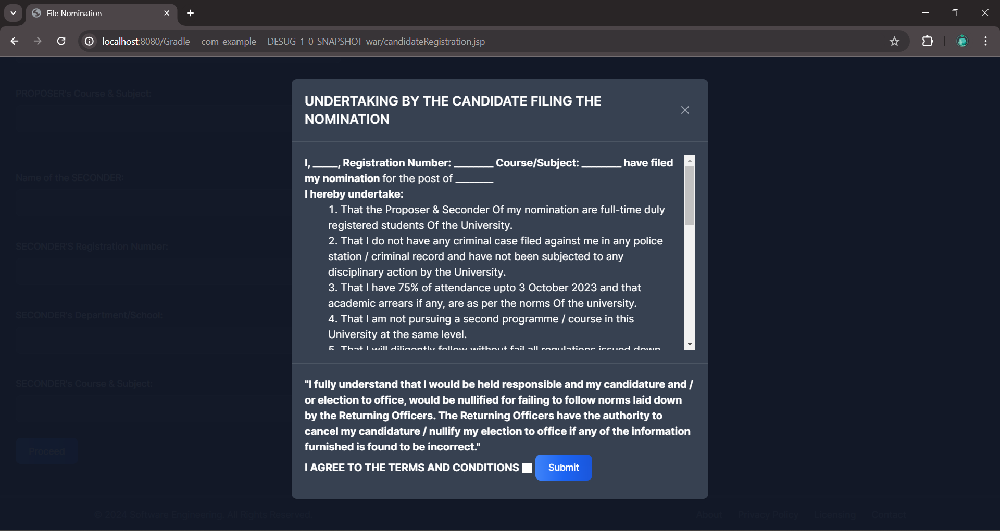 File Nomination
localhost:8080/Gradle___com_example___DESUG_1_0_SNAPSHOT_war/candidateRegistration.jsp
PROPOSER's Course & Subject:
Name of the SECONDER:
SECONDER'S Registration Number:
SECONDER's Department/School:
SECONDER's Course & Subject:
Proceed
UNDERTAKING BY THE CANDIDATE FILING THE
NOMINATION
I, _____, Registration Number: ________ Course/Subject: ________ have filed
my nomination for the post of ________
I hereby undertake:
1. That the Proposer & Seconder Of my nomination are full-time duly
registered students Of the University.
2. That I do not have any criminal case filed against me in any police
station / criminal record and have not been subjected to any
disciplinary action by the University.
3. That I have 75% of attendance upto 3 October 2023 and that
academic arrears if any, are as per the norms Of the university.
4. That I am not pursuing a second programme / course in this
University at the same level.
5. That I will diligently follow without fail all regulations issued down
"I fully understand that I would be held responsible and my candidature and /
or election to office, would be nullified for failing to follow norms laid down
by the Returning Officers. The Returning Officers have the authority to
cancel my candidature / nullify my election to office if any of the information
furnished is found to be incorrect."
I AGREE TO THE TERMS AND CONDITIONS Submit
© 2024 Software Engineering. All Rights Reserved. About Privacy Policy Licensing Contact